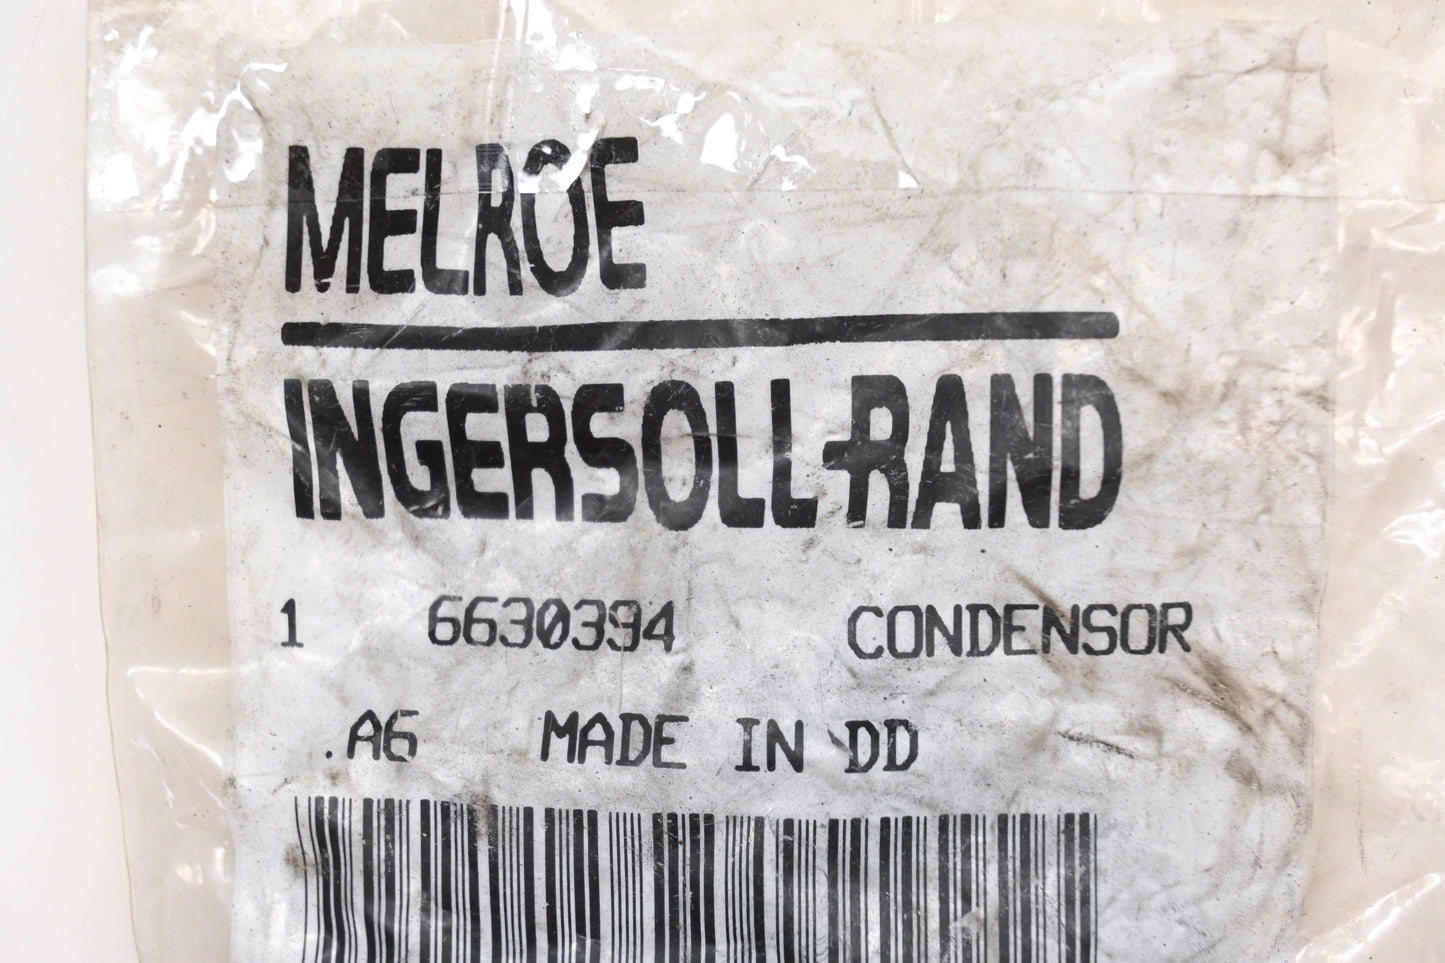 MELROE
INGERSOLL-RAND
1 6630394 CONDENSOR
.A6 MADE IN DD